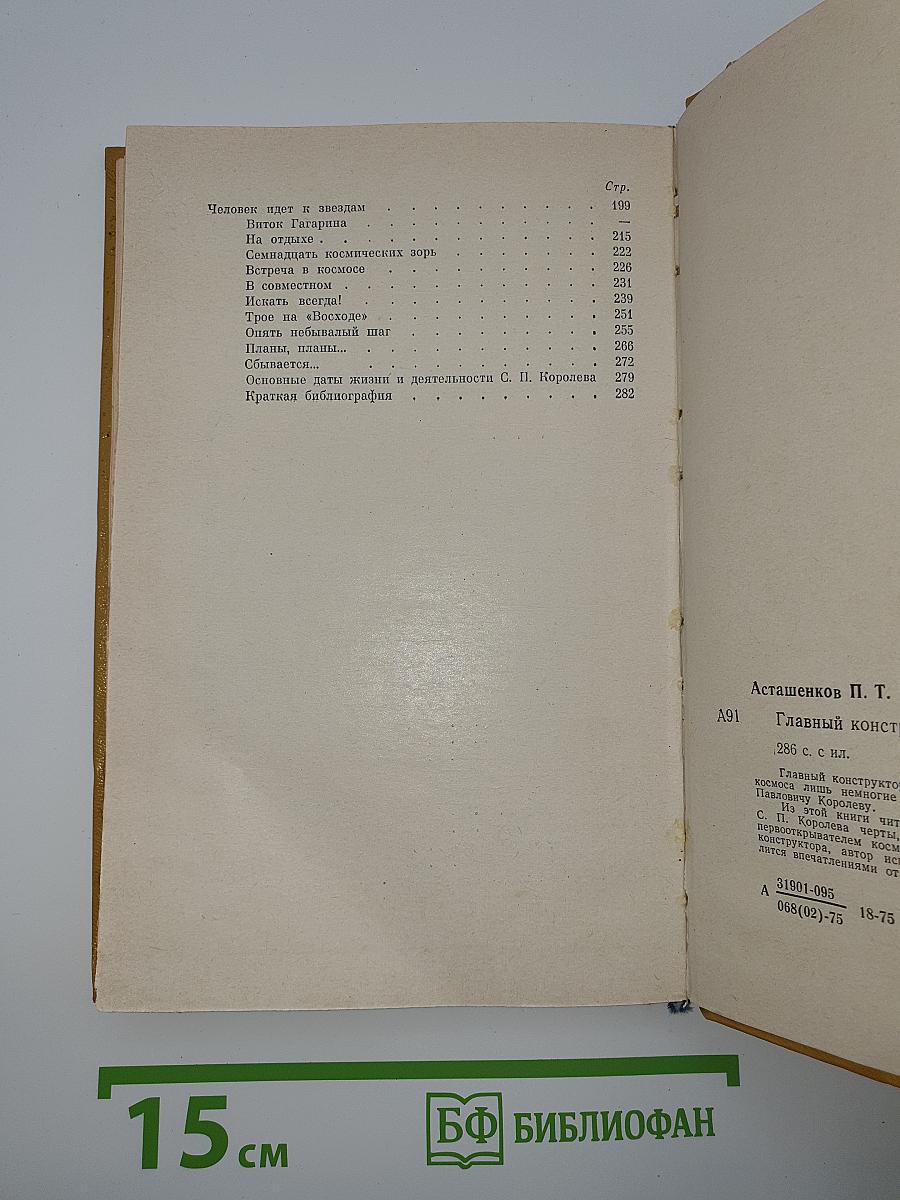 Стр.
Человек идет к звездам . . . . . . . . . . 199
Виток Гагарина . . . . . . . . . . —
На отдыхе . . . . . . . . . . . . 215
Семнадцать космических зорь . . . . . . . 222
Встреча в космосе . . . . . . . . . . 226
В совместном . . . . . . . . . . . . 231
Искать всегда! . . . . . . . . . . . 239
Трое на «Восходе» . . . . . . . . . . 251
Опять небывалый шаг . . . . . . . . . 255
Планы, планы... . . . . . . . . . . . 266
Сбывается... . . . . . . . . . . . 272
Основные даты жизни и деятельности С. П. Королева 279
Краткая библиография . . . . . . . . . 282
Асташенков П. Т.
А91 Главный конст
286 с. с ил.
Главный конструкто
космоса лишь немногие
Павловичу Королеву.
Из этой книги чит
С. П. Королева черты,
первооткрывателем косм
конструктора, автор ис
лится впечатлениями от
А 31901-095
068(02)-75 18-75
15 см
БФ БИБЛИОФАН